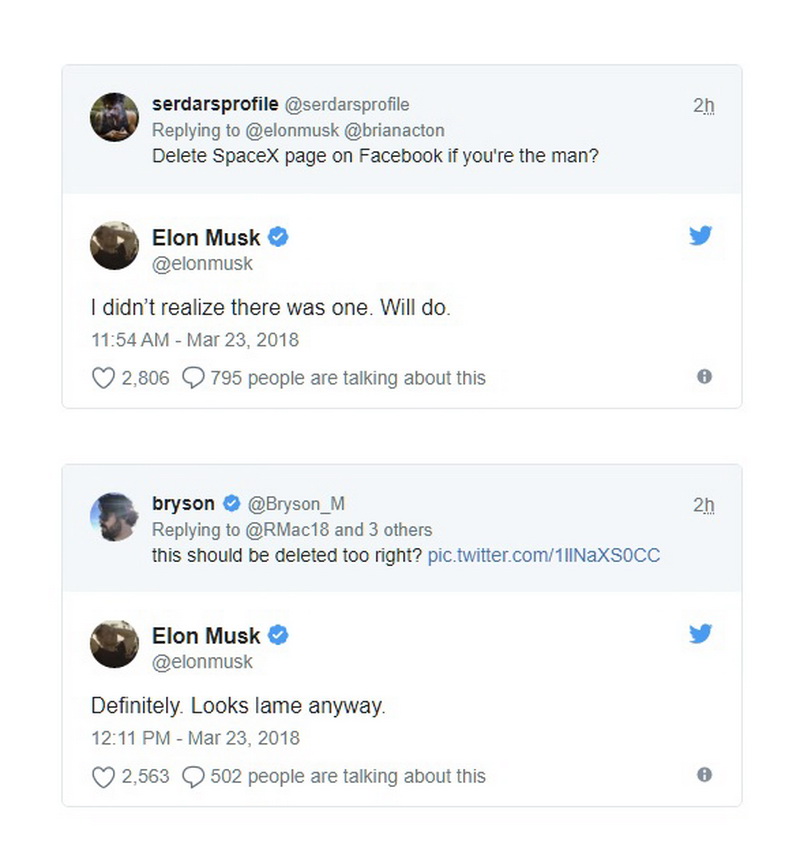 serdarsprofile @serdarsprofile 2h
Replying to @elonmusk @brianacton
Delete SpaceX page on Facebook if you're the man?
Elon Musk
@elonmusk
I didn’t realize there was one. Will do.
11:54 AM - Mar 23, 2018
2,806 795 people are talking about this
bryson @Bryson_M 2h
Replying to @RMac18 and 3 others
this should be deleted too right? pic.twitter.com/1IINaXS0CC
Elon Musk
@elonmusk
Definitely. Looks lame anyway.
12:11 PM - Mar 23, 2018
2,563 502 people are talking about this